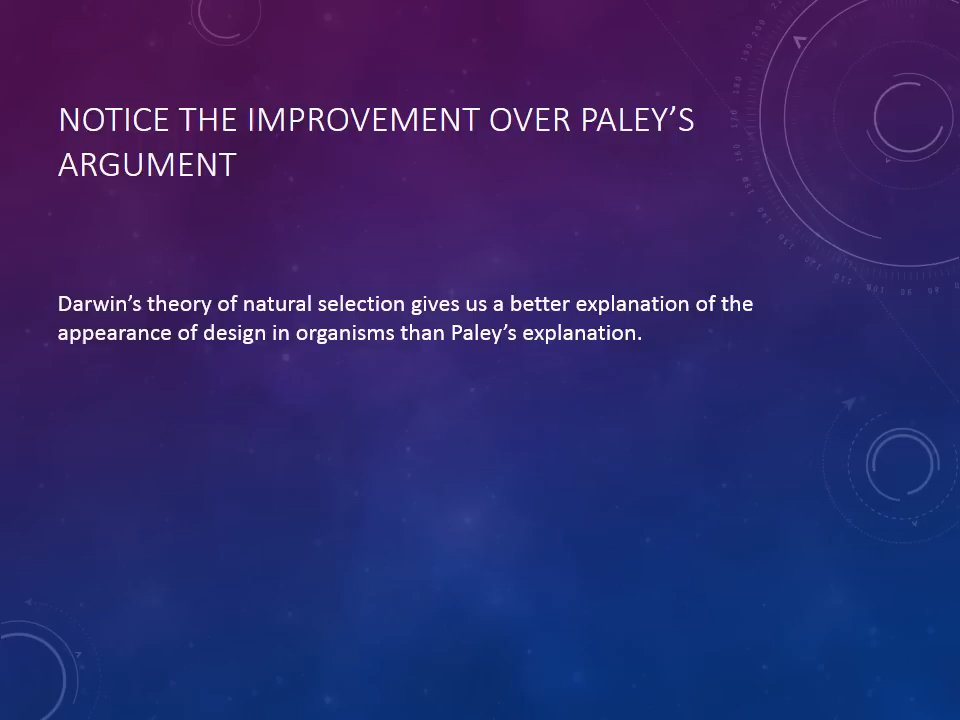 NOTICE THE IMPROVEMENT OVER PALEY’S
ARGUMENT
Darwin’s theory of natural selection gives us a better explanation of the
appearance of design in organisms than Paley’s explanation.